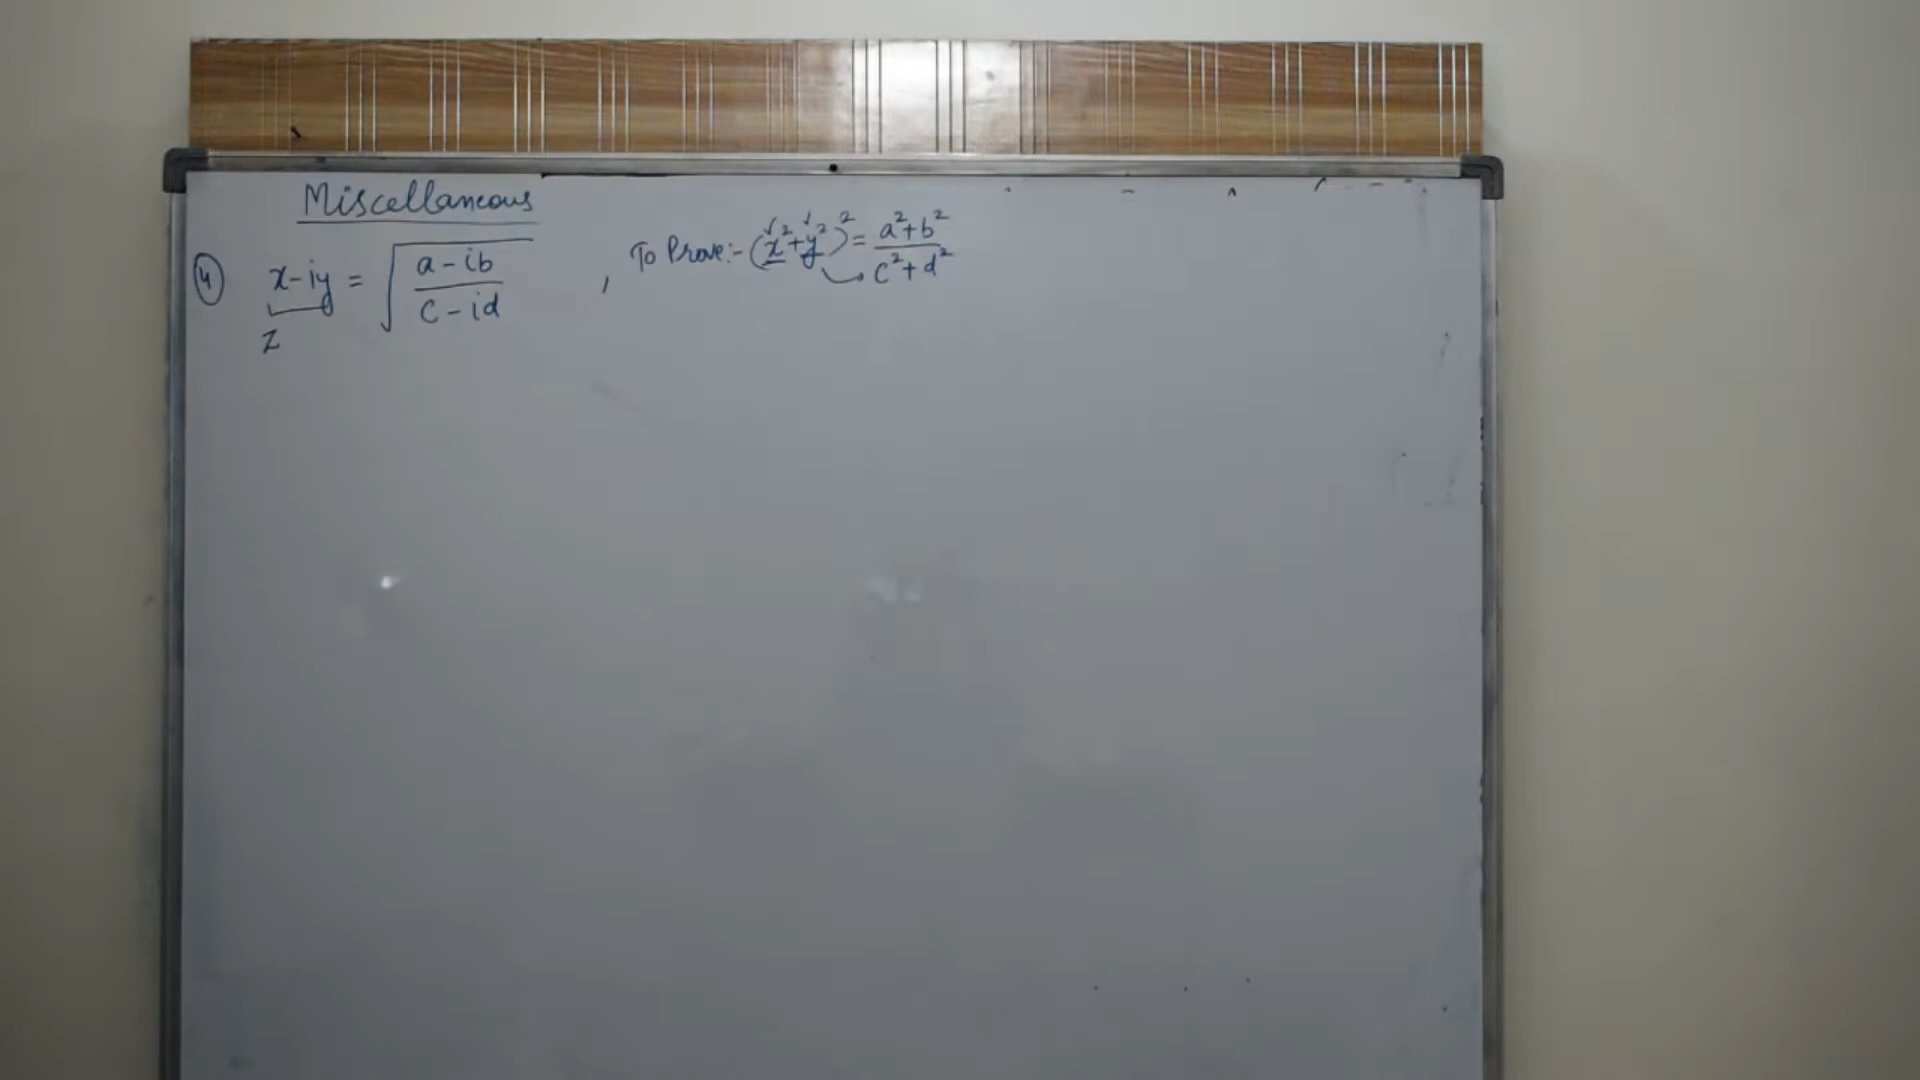 Miscellaneous
(4) x-iy = √((a-ib)/(c-id)) , To Prove:- (x²+y²)² = (a²+b²)/(c²+d²)
z